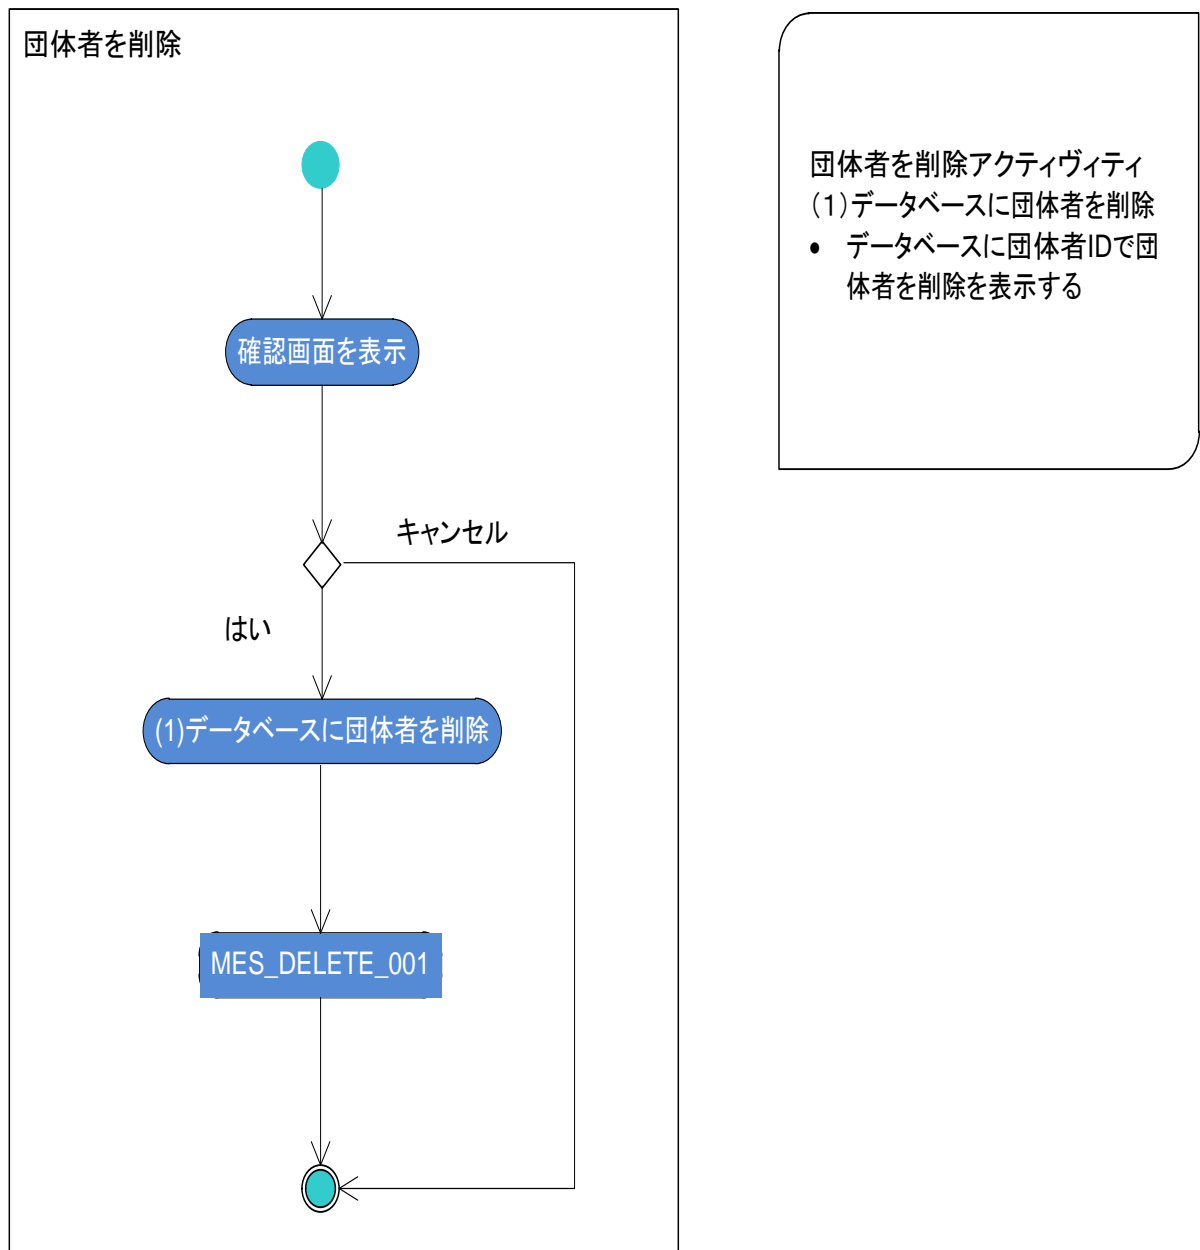 団体者を削除
確認画面を表示
キャンセル
はい
(1)データベースに団体者を削除
MES_DELETE_001
団体者を削除アクティヴィティ
(1)データベースに団体者を削除
• データベースに団体者IDで団
体者を削除を表示する